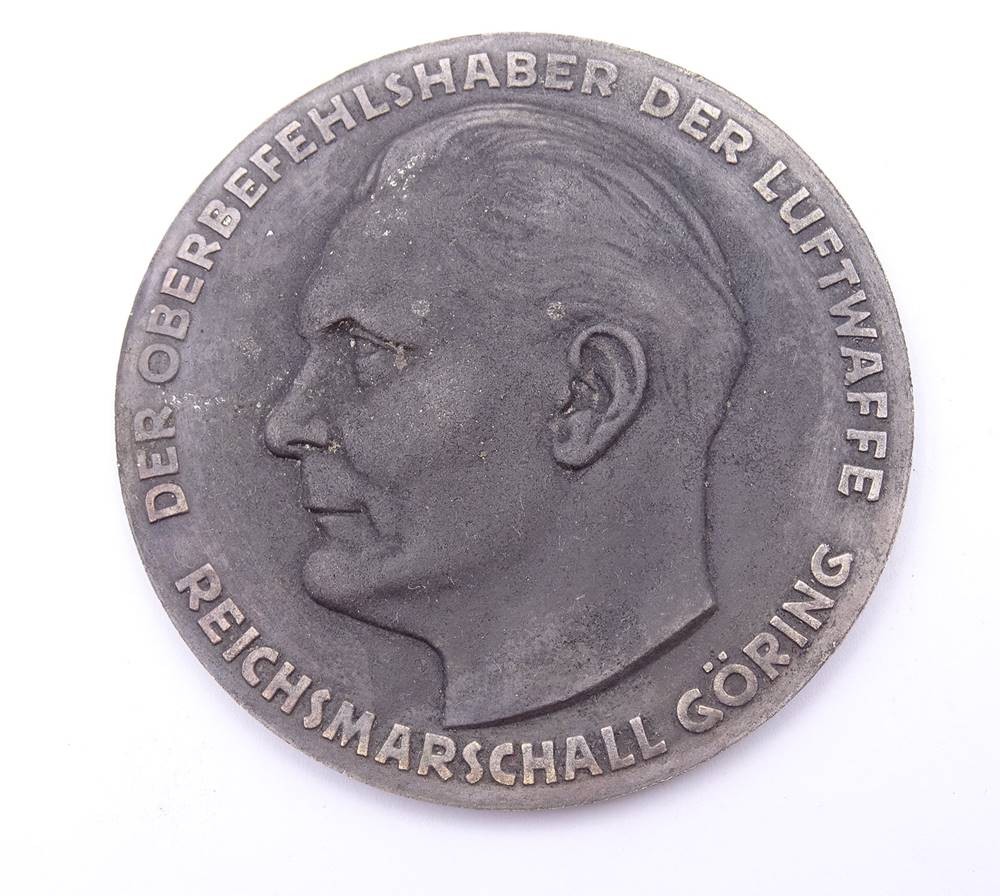 DER OBERBEFEHLSHABER DER LUFTWAFFE
REICHSMARSCHALL GÖRING